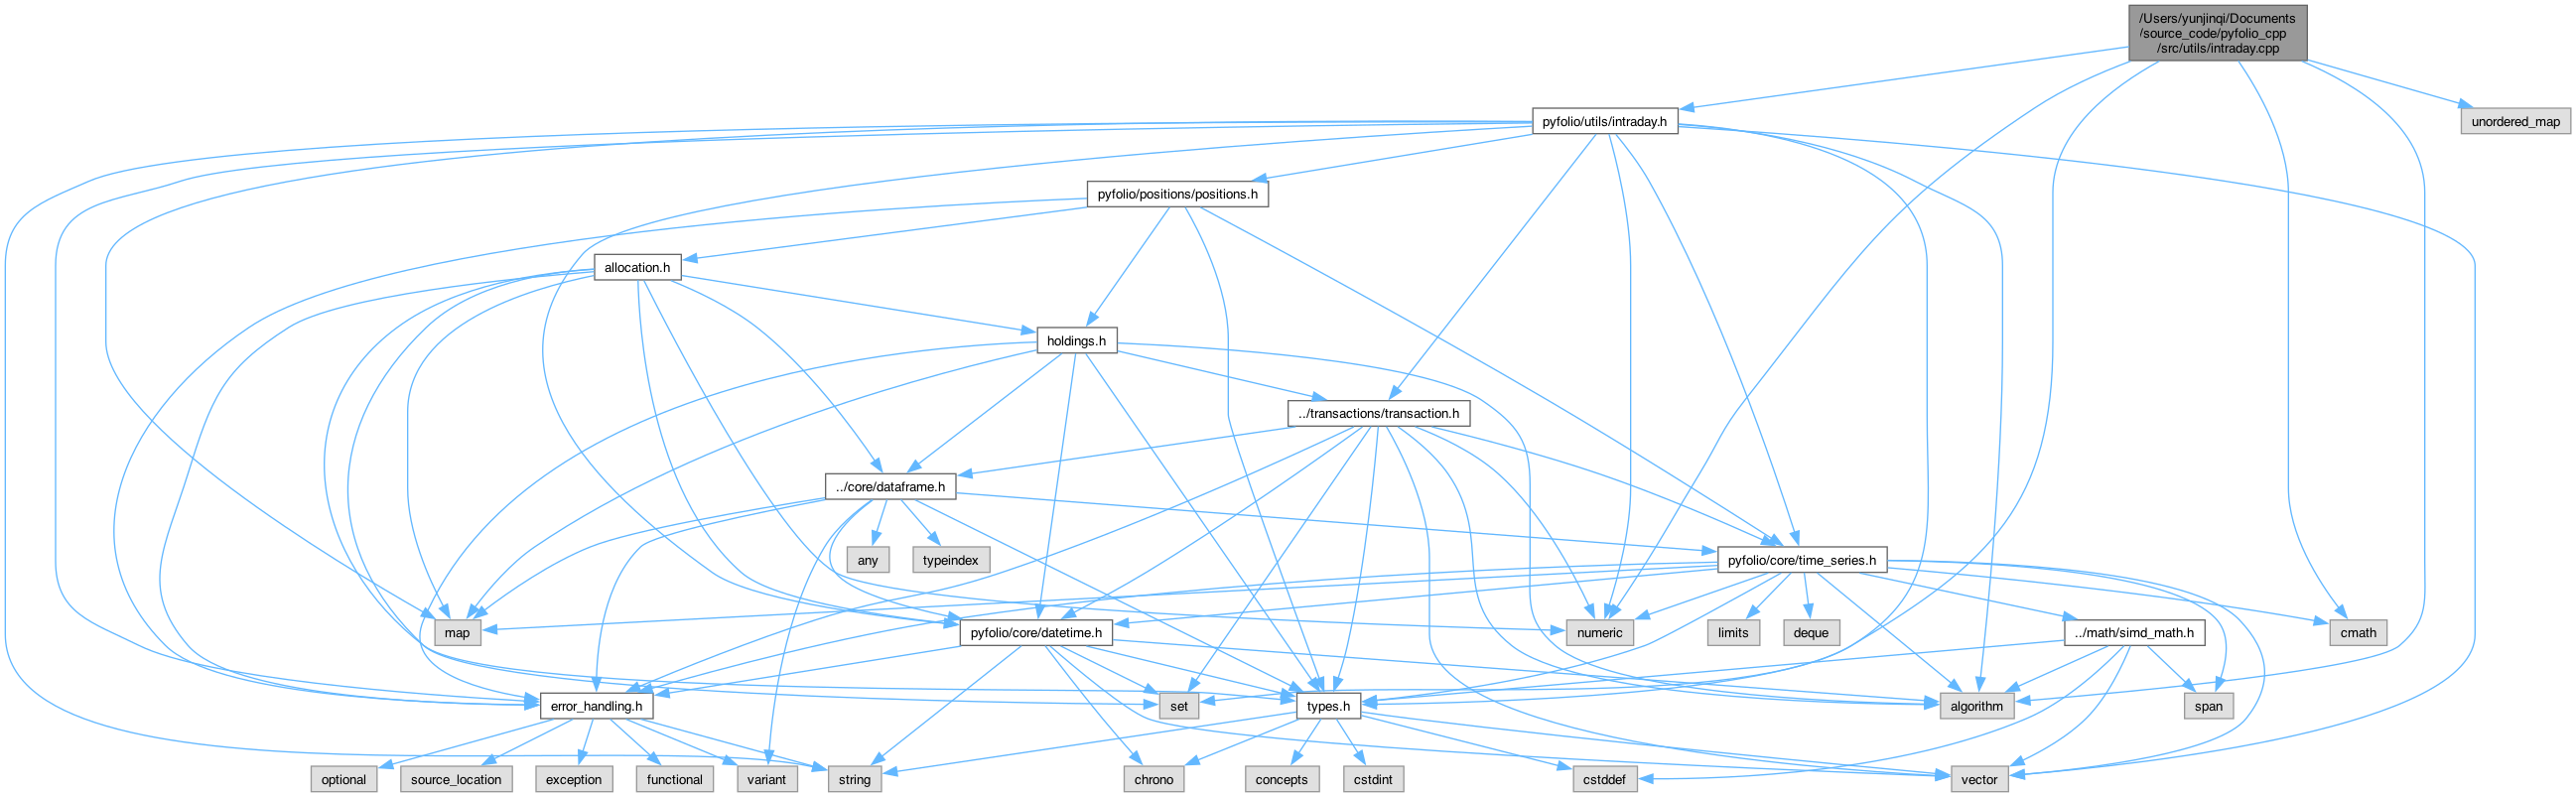 /Users/yunjinqi/Documents
/source_code/pyfolio_cpp
/src/utils/intraday.cpp
pyfolio/utils/intraday.h
unordered_map
pyfolio/positions/positions.h
allocation.h
holdings.h
../transactions/transaction.h
../core/dataframe.h
any
typeindex
pyfolio/core/time_series.h
map
pyfolio/core/datetime.h
numeric
limits
deque
../math/simd_math.h
cmath
error_handling.h
set
types.h
algorithm
span
optional
source_location
exception
functional
variant
string
chrono
concepts
cstdint
cstddef
vector